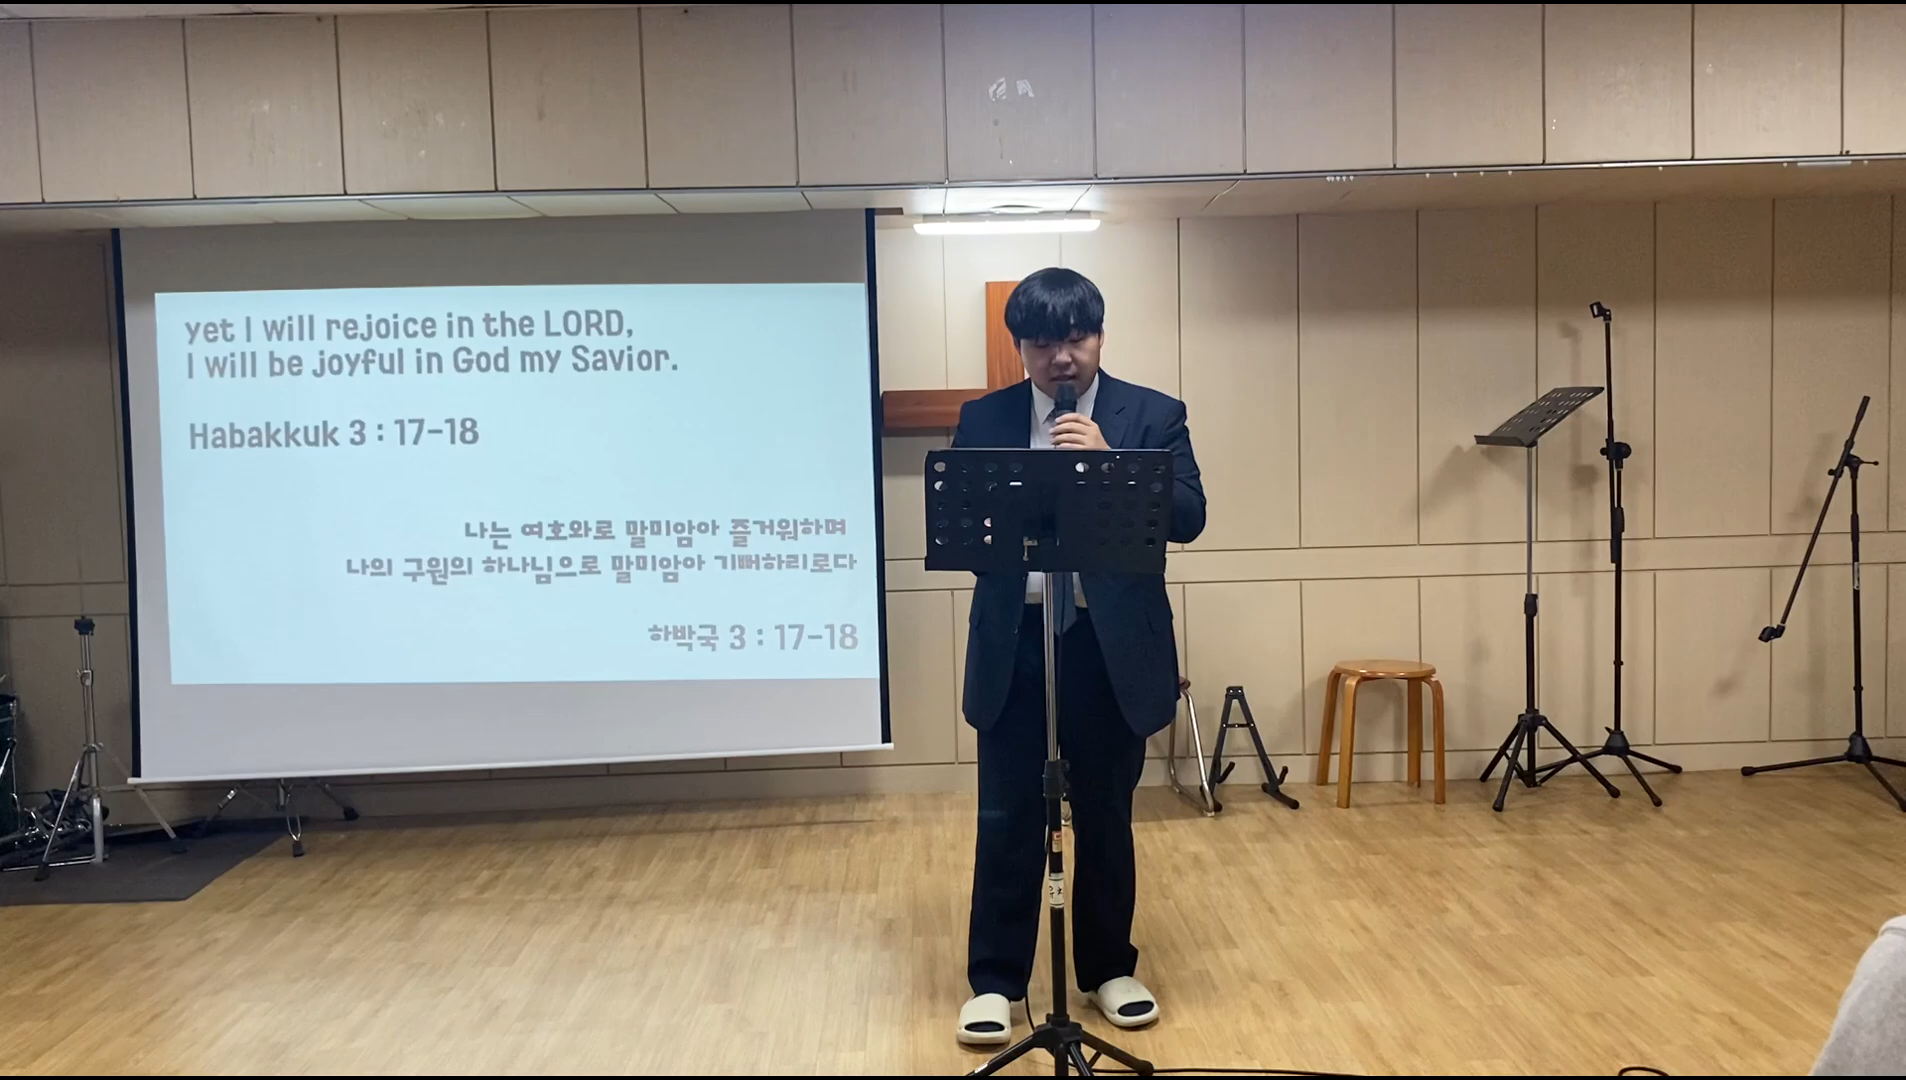 yet I will rejoice in the LORD,
I will be joyful in God my Savior.
Habakkuk 3 : 17-18
나는 여호와로 말미암아 즐거워하며
나의 구원의 하나님으로 말미암아 기뻐하리로다
하박국 3 : 17-18